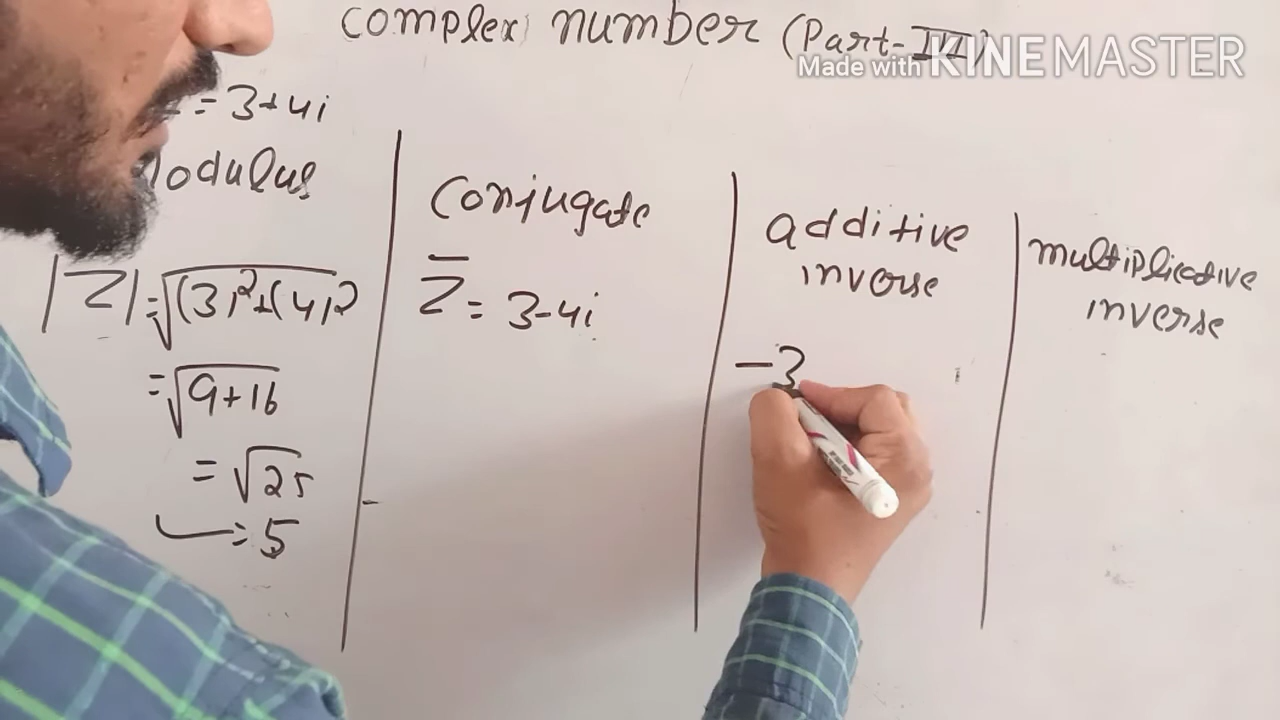 complex number (Part-III)
Made with KINEMASTER
= 3+4i
Modulus
|Z| = √(3)²+(4)²
= √9+16
= √25
= 5
Conjugate
Z̅ = 3-4i
additive
inverse
-3
multiplicative
inverse